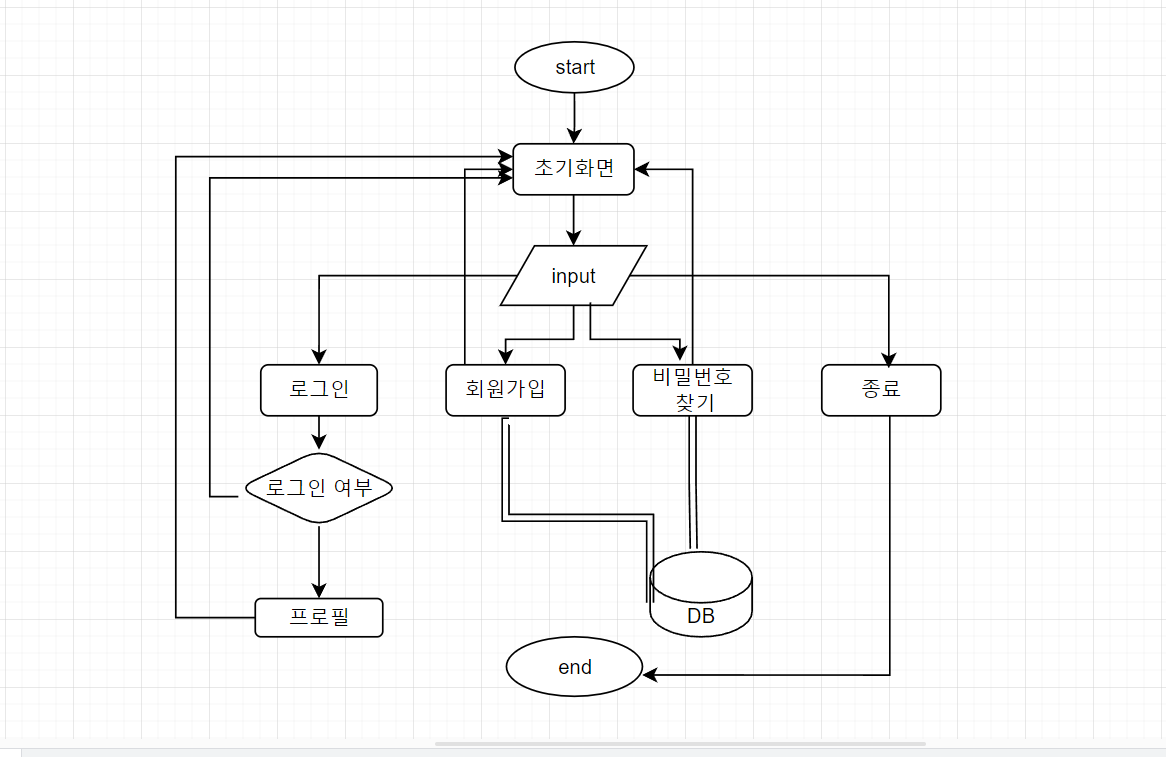 start
초기화면
input
로그인
회원가입
비밀번호
찾기
종료
로그인 여부
프로필
DB
end